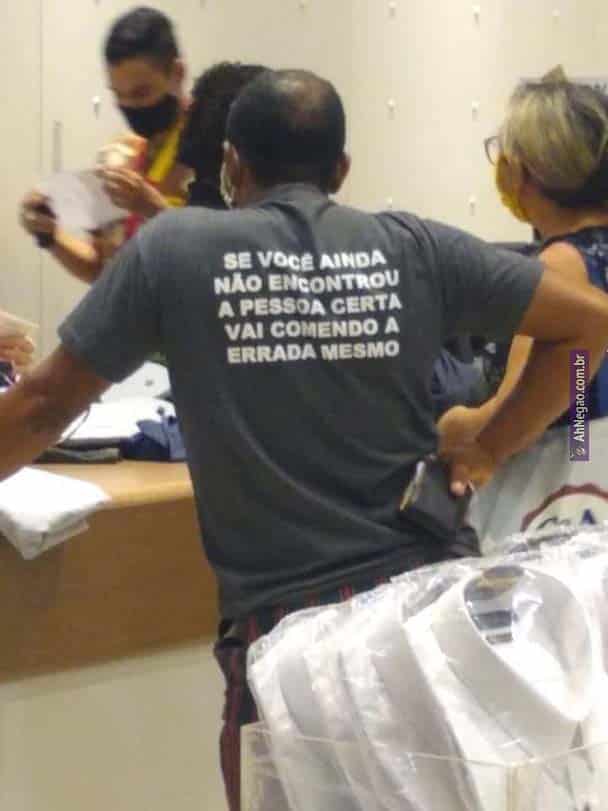 SE VOCÊ AINDA
NÃO ENCONTROU
A PESSOA CERTA
VAI COMENDO A
ERRADA MESMO
AhNegao.com.br